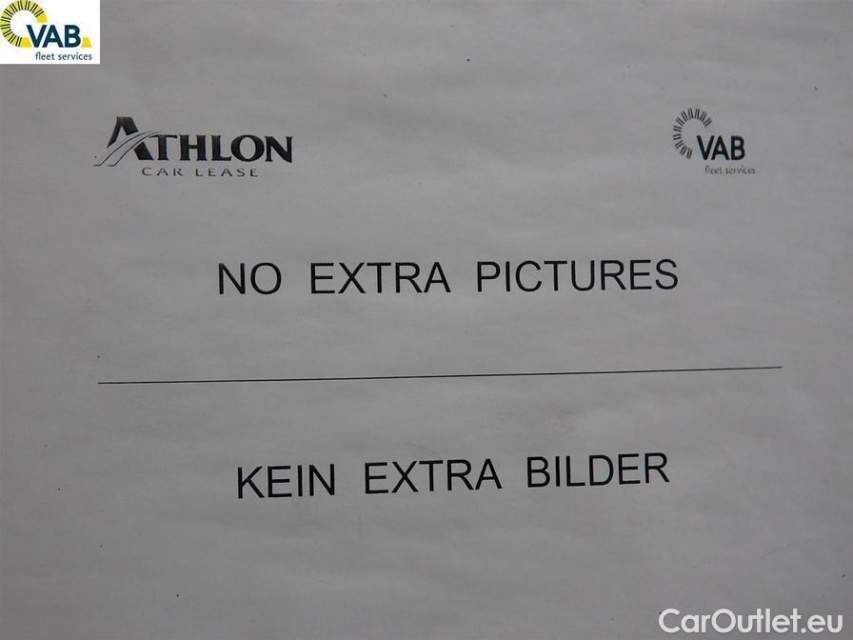 VAB
fleet services
ATHLON
CAR LEASE
VAB
fleet services
NO EXTRA PICTURES
KEIN EXTRA BILDER
CarOutlet.eu